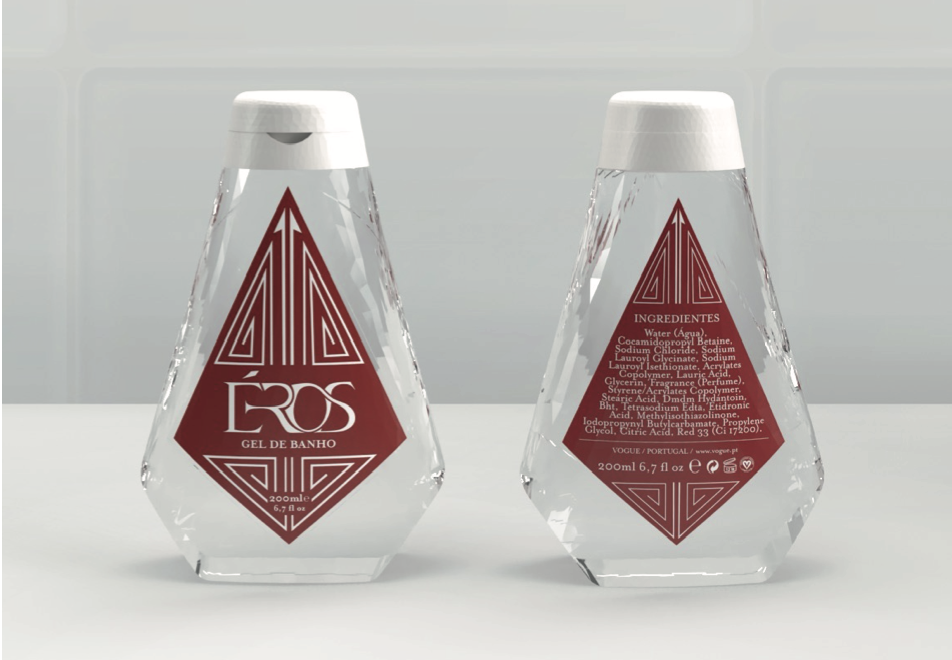 ÉROS
GEL DE BANHO
200ml℮
6,7 fl oz
INGREDIENTES
Water (Água),
Cocamidopropyl Betaine,
Sodium Chloride, Sodium
Lauroyl Glycinate, Sodium
Lauroyl Isethionate, Acrylates
Copolymer, Lauric Acid,
Glycerin, Fragrance (Perfume),
Styrene/Acrylates Copolymer,
Stearic Acid, Dmdm Hydantoin,
Bht, Tetrasodium Edta, Etidronic
Acid, Methylisothiazolinone,
Iodopropynyl Butylcarbamate, Propylene
Glycol, Citric Acid, Red 33 (Ci 17200).
VOGUE / PORTUGAL / www.vogue.pt
200ml 6,7 fl oz ℮